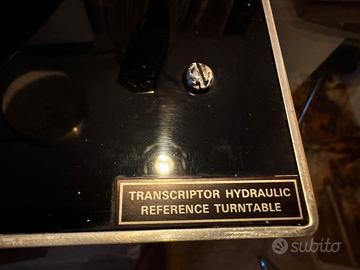 TRANSCRIPTOR HYDRAULIC
REFERENCE TURNTABLE
subito